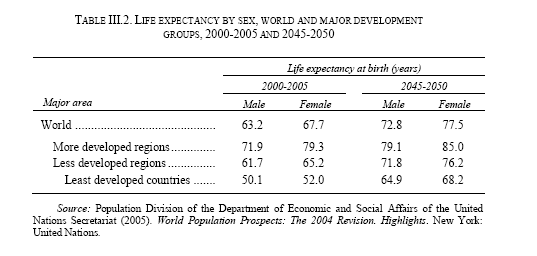 TABLE III.2. LIFE EXPECTANCY BY SEX, WORLD AND MAJOR DEVELOPMENT
GROUPS, 2000-2005 AND 2045-2050
Life expectancy at birth (years)
2000-2005 2045-2050
Major area Male Female Male Female
World ............................................ 63.2 67.7 72.8 77.5
More developed regions.............. 71.9 79.3 79.1 85.0
Less developed regions............... 61.7 65.2 71.8 76.2
Least developed countries ....... 50.1 52.0 64.9 68.2
Source: Population Division of the Department of Economic and Social Affairs of the United
Nations Secretariat (2005). World Population Prospects: The 2004 Revision. Highlights. New York:
United Nations.